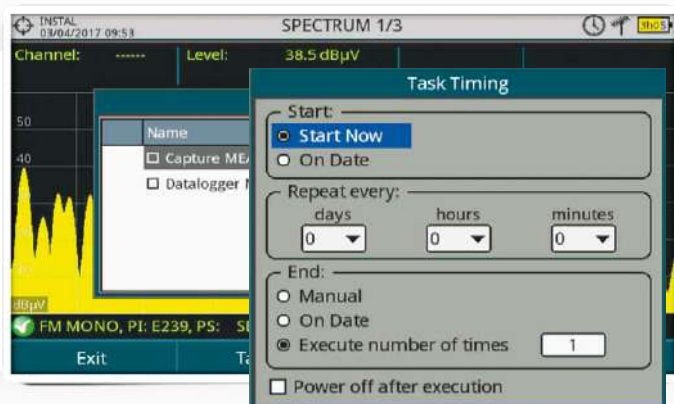 INSTAL
03/04/2017 09:53
SPECTRUM 1/3
3h05
Channel: ------ Level: 38.5 dBµV
Task Timing
50
40
Name
Capture MEA
Datalogger
Start:
Start Now
On Date
Repeat every:
days hours minutes
0 0 0
End:
Manual
On Date
Execute number of times 1
Power off after execution
dBµV
FM MONO, PI: E239, PS:
Exit